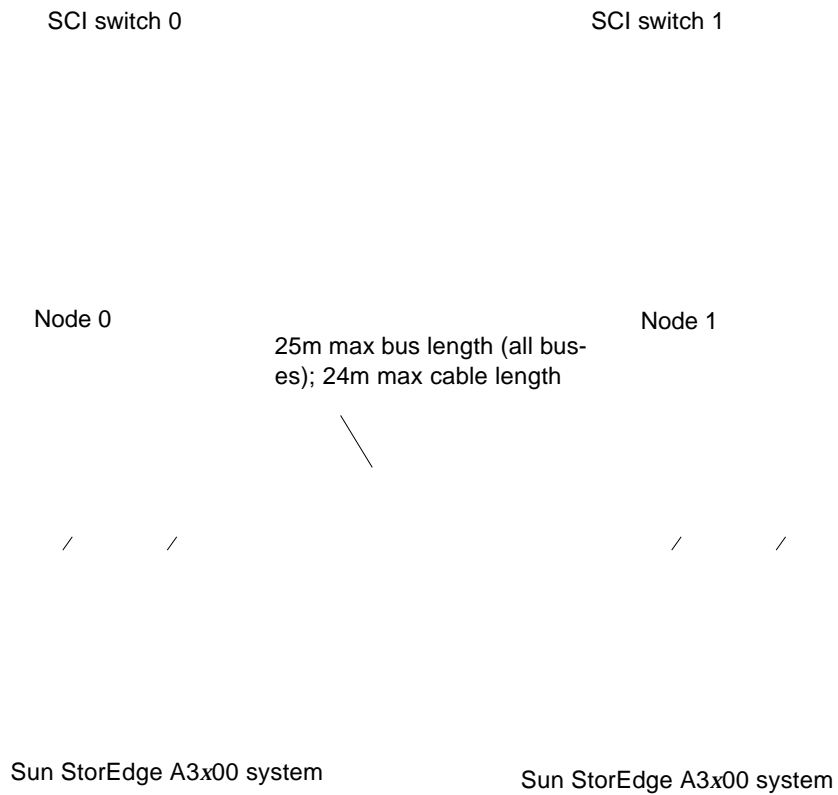 SCI switch 0
SCI switch 1
Node 0
Node 1
25m max bus length (all bus-
es); 24m max cable length
Sun StorEdge A3x00 system
Sun StorEdge A3x00 system